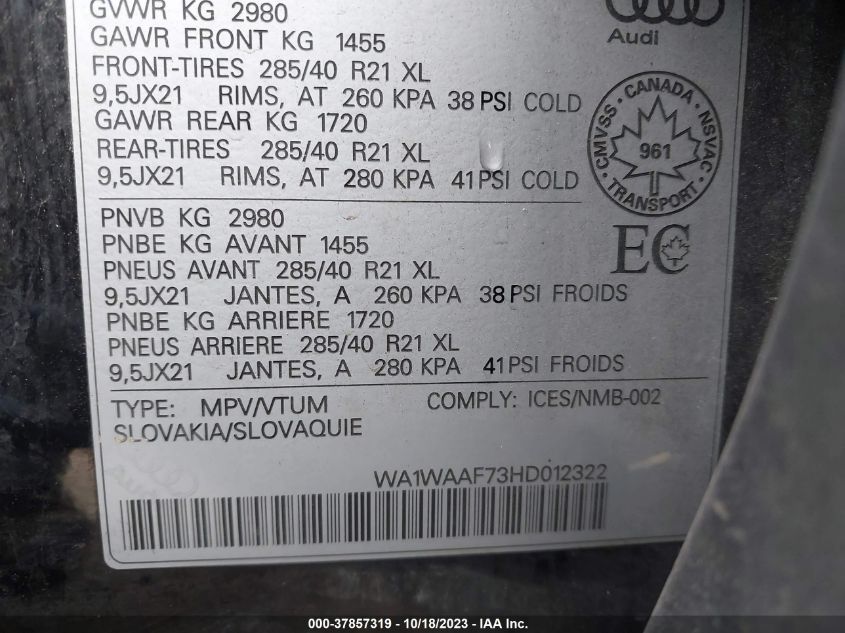 GVWR KG 2980
GAWR FRONT KG 1455
FRONT-TIRES 285/40 R21 XL
9,5JX21 RIMS, AT 260 KPA 38 PSI COLD
GAWR REAR KG 1720
REAR-TIRES 285/40 R21 XL
9,5JX21 RIMS, AT 280 KPA 41 PSI COLD
Audi
CMVSS · CANADA · NSVAC · TRANSPORT ·
961
EC
PNVB KG 2980
PNBE KG AVANT 1455
PNEUS AVANT 285/40 R21 XL
9,5JX21 JANTES, A 260 KPA 38 PSI FROIDS
PNBE KG ARRIERE 1720
PNEUS ARRIERE 285/40 R21 XL
9,5JX21 JANTES, A 280 KPA 41 PSI FROIDS
TYPE: MPV/VTUM COMPLY: ICES/NMB-002
SLOVAKIA/SLOVAQUIE
Audi
WA1WAAF73HD012322
000-37857319 - 10/18/2023 - © IAA Inc.